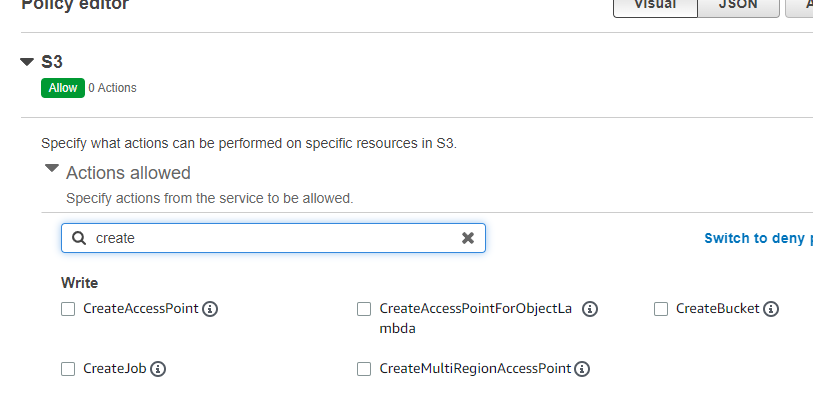 Policy editor
Visual JSON
S3
Allow 0 Actions
Specify what actions can be performed on specific resources in S3.
Actions allowed
Specify actions from the service to be allowed.
create
Switch to deny
Write
CreateAccessPoint
CreateAccessPointForObjectLa
mbda
CreateBucket
CreateJob
CreateMultiRegionAccessPoint